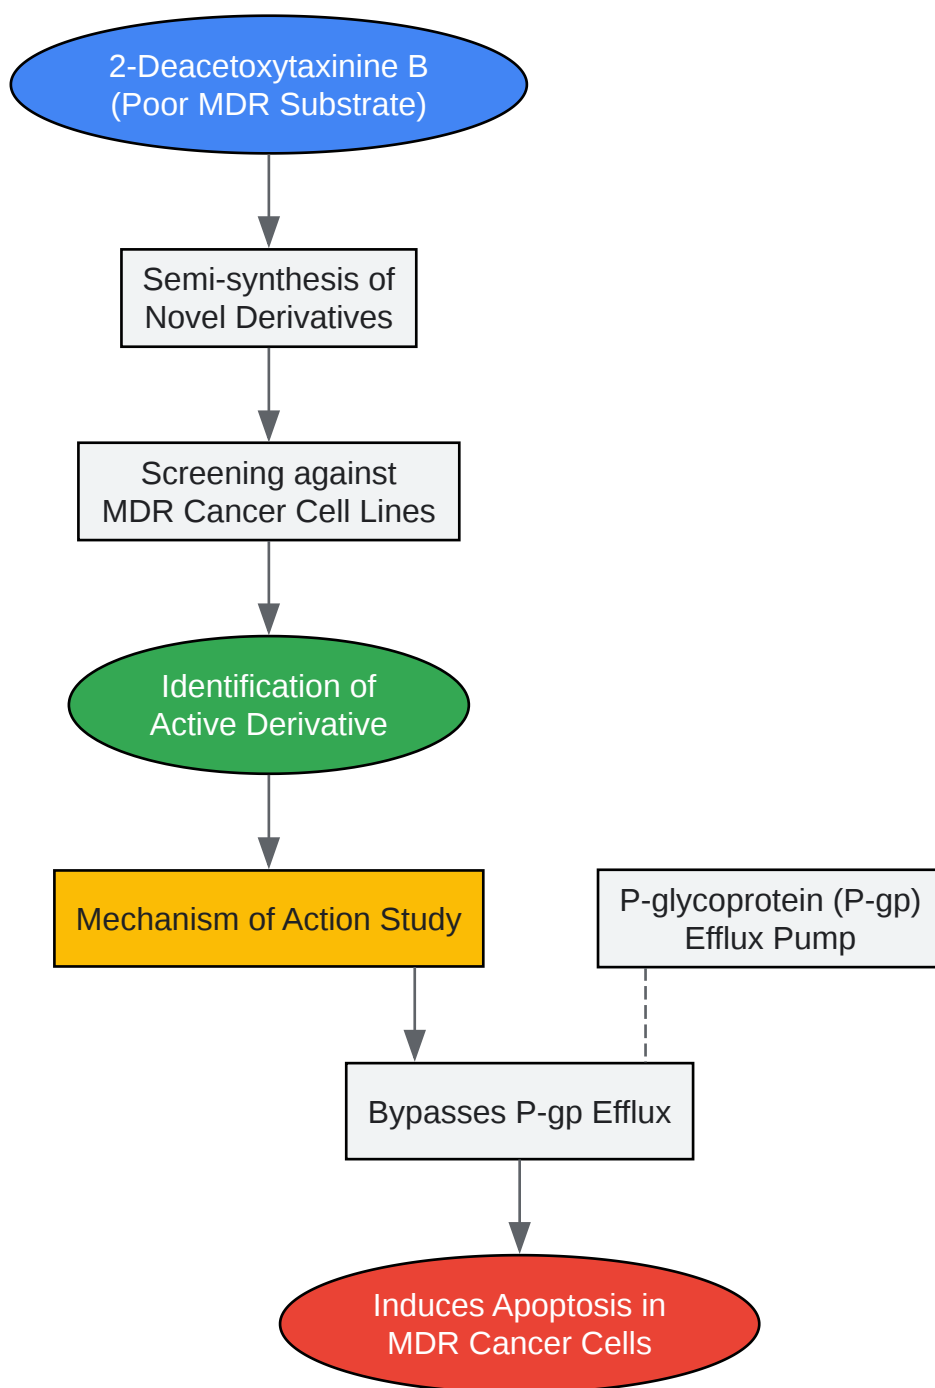 2-Deacetoxytaxinine B
(Poor MDR Substrate)
Semi-synthesis of
Novel Derivatives
Screening against
MDR Cancer Cell Lines
Identification of
Active Derivative
Mechanism of Action Study
P-glycoprotein (P-gp)
Efflux Pump
Bypasses P-gp Efflux
Induces Apoptosis in
MDR Cancer Cells